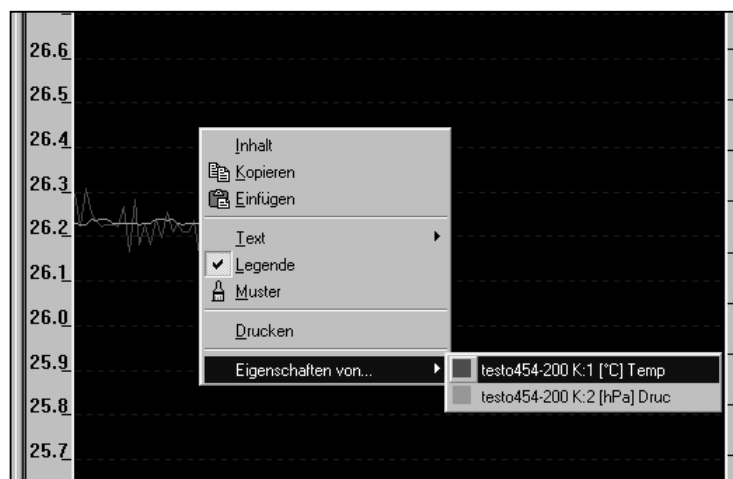 26.6
26.5
26.4
26.3
26.2
26.1
26.0
25.9
25.8
25.7
Inhalt
Kopieren
Einfügen
Text
Legende
Muster
Drucken
Eigenschaften von...
testo454-200 K:1 [°C] Temp
testo454-200 K:2 [hPa] Druc